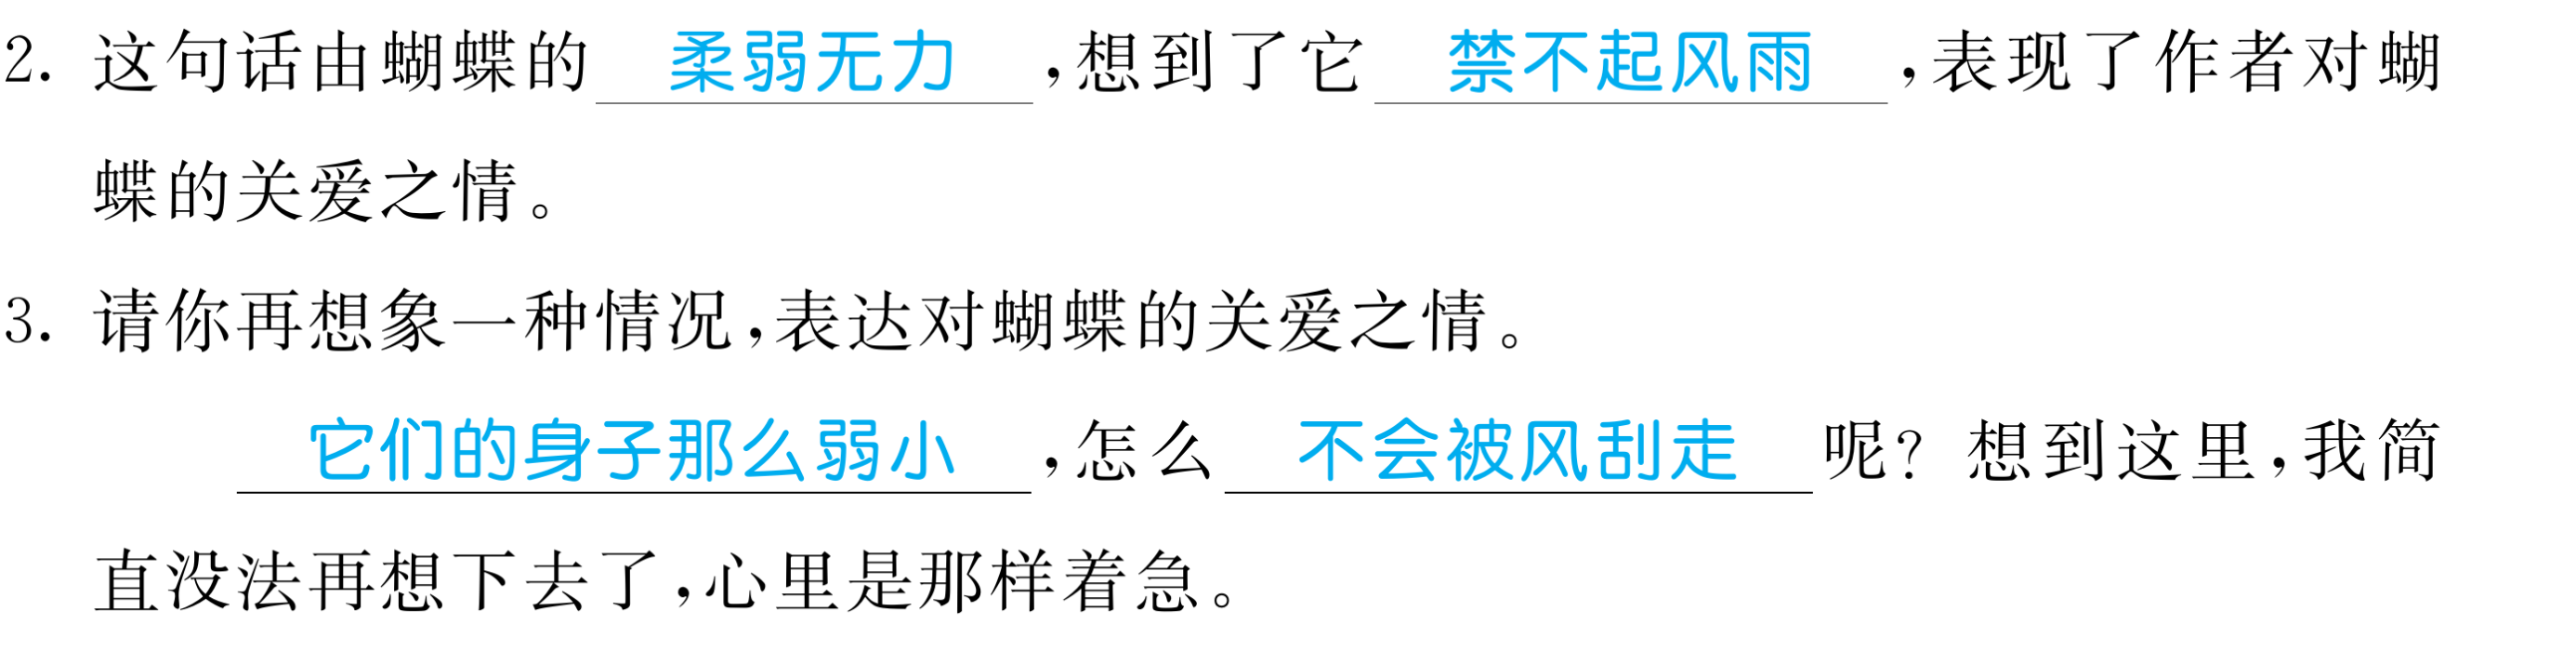 2. 这句话由蝴蝶的 柔弱无力 ,想到了它 禁不起风雨 ,表现了作者对蝴
蝶的关爱之情。
3. 请你再想象一种情况,表达对蝴蝶的关爱之情。
它们的身子那么弱小 ,怎么 不会被风刮走 呢? 想到这里,我简
直没法再想下去了,心里是那样着急。